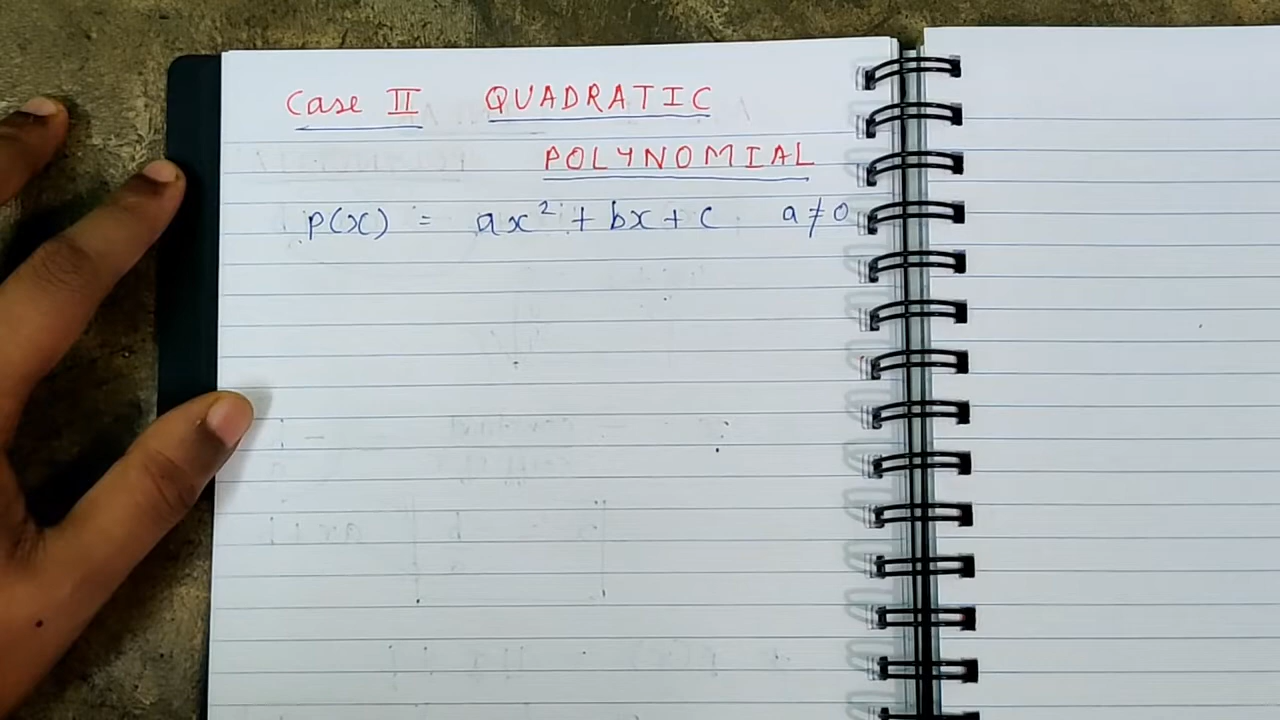 Case II QUADRATIC
POLYNOMIAL
P(x) = ax² + bx + c a ≠ 0